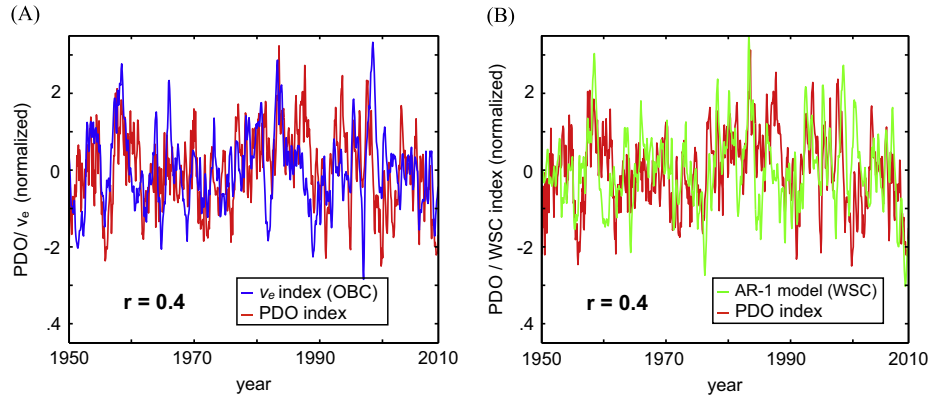 (A)
PDO/ vₑ (normalized)
2
0
-2
.4
vₑ index (OBC)
PDO index
r = 0.4
1950
1970
1990
2010
year
(B)
PDO / WSC index (normalized)
2
0
-2
.4
AR-1 model (WSC)
PDO index
r = 0.4
1950
1970
1990
2010
year